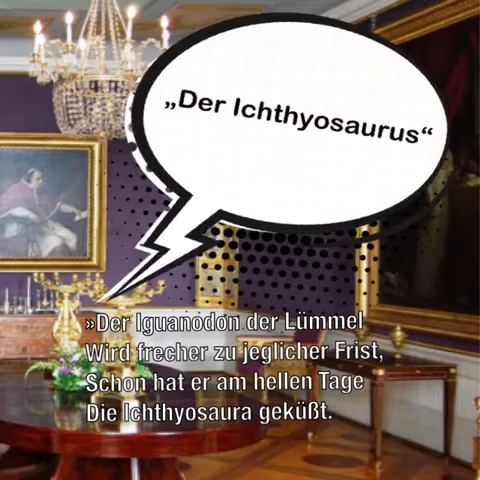 „Der Ichthyosaurus“
»Der Iguanodon der Lümmel
Wird frecher zu jeglicher Frist,
Schon hat er am hellen Tage
Die Ichthyosaura geküßt.